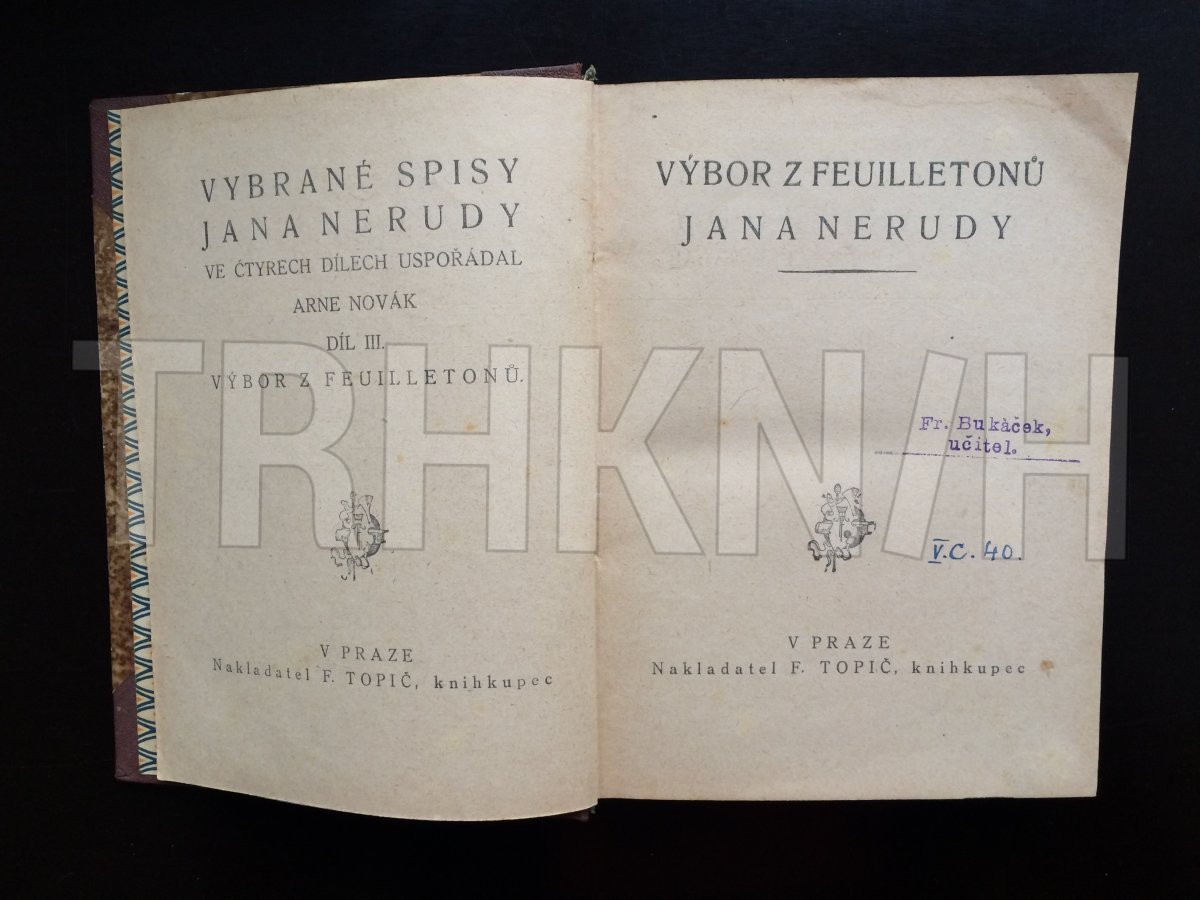 VYBRANÉ SPISY
JANA NERUDY
VE ČTYRECH DÍLECH USPOŘÁDAL
ARNE NOVÁK
DÍL III.
VÝBOR Z FEUILLETONŮ.
V PRAZE
Nakladatel F. TOPIČ, knihkupec
VÝBOR Z FEUILLETONŮ
JANA NERUDY
Fr. Bukáček,
učitel.
V.C. 40.
V PRAZE
Nakladatel F. TOPIČ, knihkupec
TRHKNIH